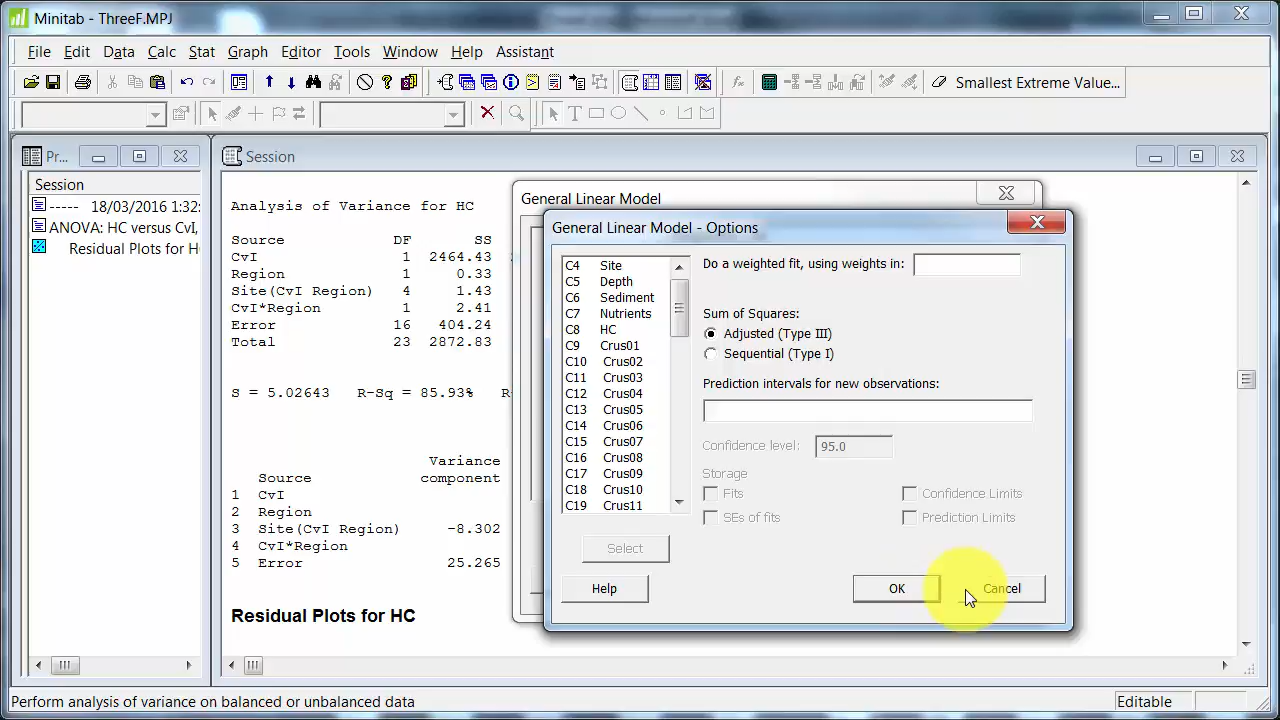 Minitab - ThreeF.MPJ
File Edit Data Calc Stat Graph Editor Tools Window Help Assistant
Smallest Extreme Value...
Pr...
Session
Session
----- 18/03/2016 1:32:
ANOVA: HC versus CvI,
Residual Plots for H
Analysis of Variance for HC
Source DF SS
CvI 1 2464.43
Region 1 0.33
Site(CvI Region) 4 1.43
CvI*Region 1 2.41
Error 16 404.24
Total 23 2872.83
S = 5.02643 R-Sq = 85.93% R-
Variance
Source component
1 CvI
2 Region
3 Site(CvI Region) -8.302
4 CvI*Region
5 Error 25.265
Residual Plots for HC
General Linear Model
General Linear Model - Options
C4 Site
C5 Depth
C6 Sediment
C7 Nutrients
C8 HC
C9 Crus01
C10 Crus02
C11 Crus03
C12 Crus04
C13 Crus05
C14 Crus06
C15 Crus07
C16 Crus08
C17 Crus09
C18 Crus10
C19 Crus11
Do a weighted fit, using weights in:
Sum of Squares:
Adjusted (Type III)
Sequential (Type I)
Prediction intervals for new observations:
Confidence level: 95.0
Storage
Fits Confidence Limits
SEs of fits Prediction Limits
Select
Help OK Cancel
Perform analysis of variance on balanced or unbalanced data
Editable